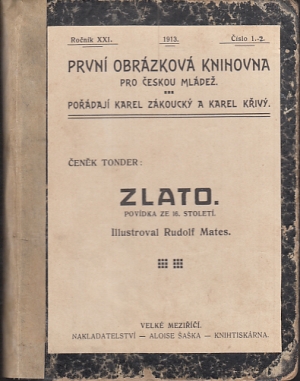 Ročník XXI. 1913. Číslo 1.-2.
PRVNÍ OBRÁZKOVÁ KNIHOVNA
PRO ČESKOU MLÁDEŽ.
POŘÁDAJÍ KAREL ZÁKOUCKÝ A KAREL KŘIVÝ.
ČENĚK TONDER:
ZLATO.
POVÍDKA ZE 16. STOLETÍ.
Illustroval Rudolf Mates.
VELKÉ MEZIŘÍČÍ.
NAKLADATELSTVÍ — ALOISE ŠAŠKA — KNIHTISKÁRNA.